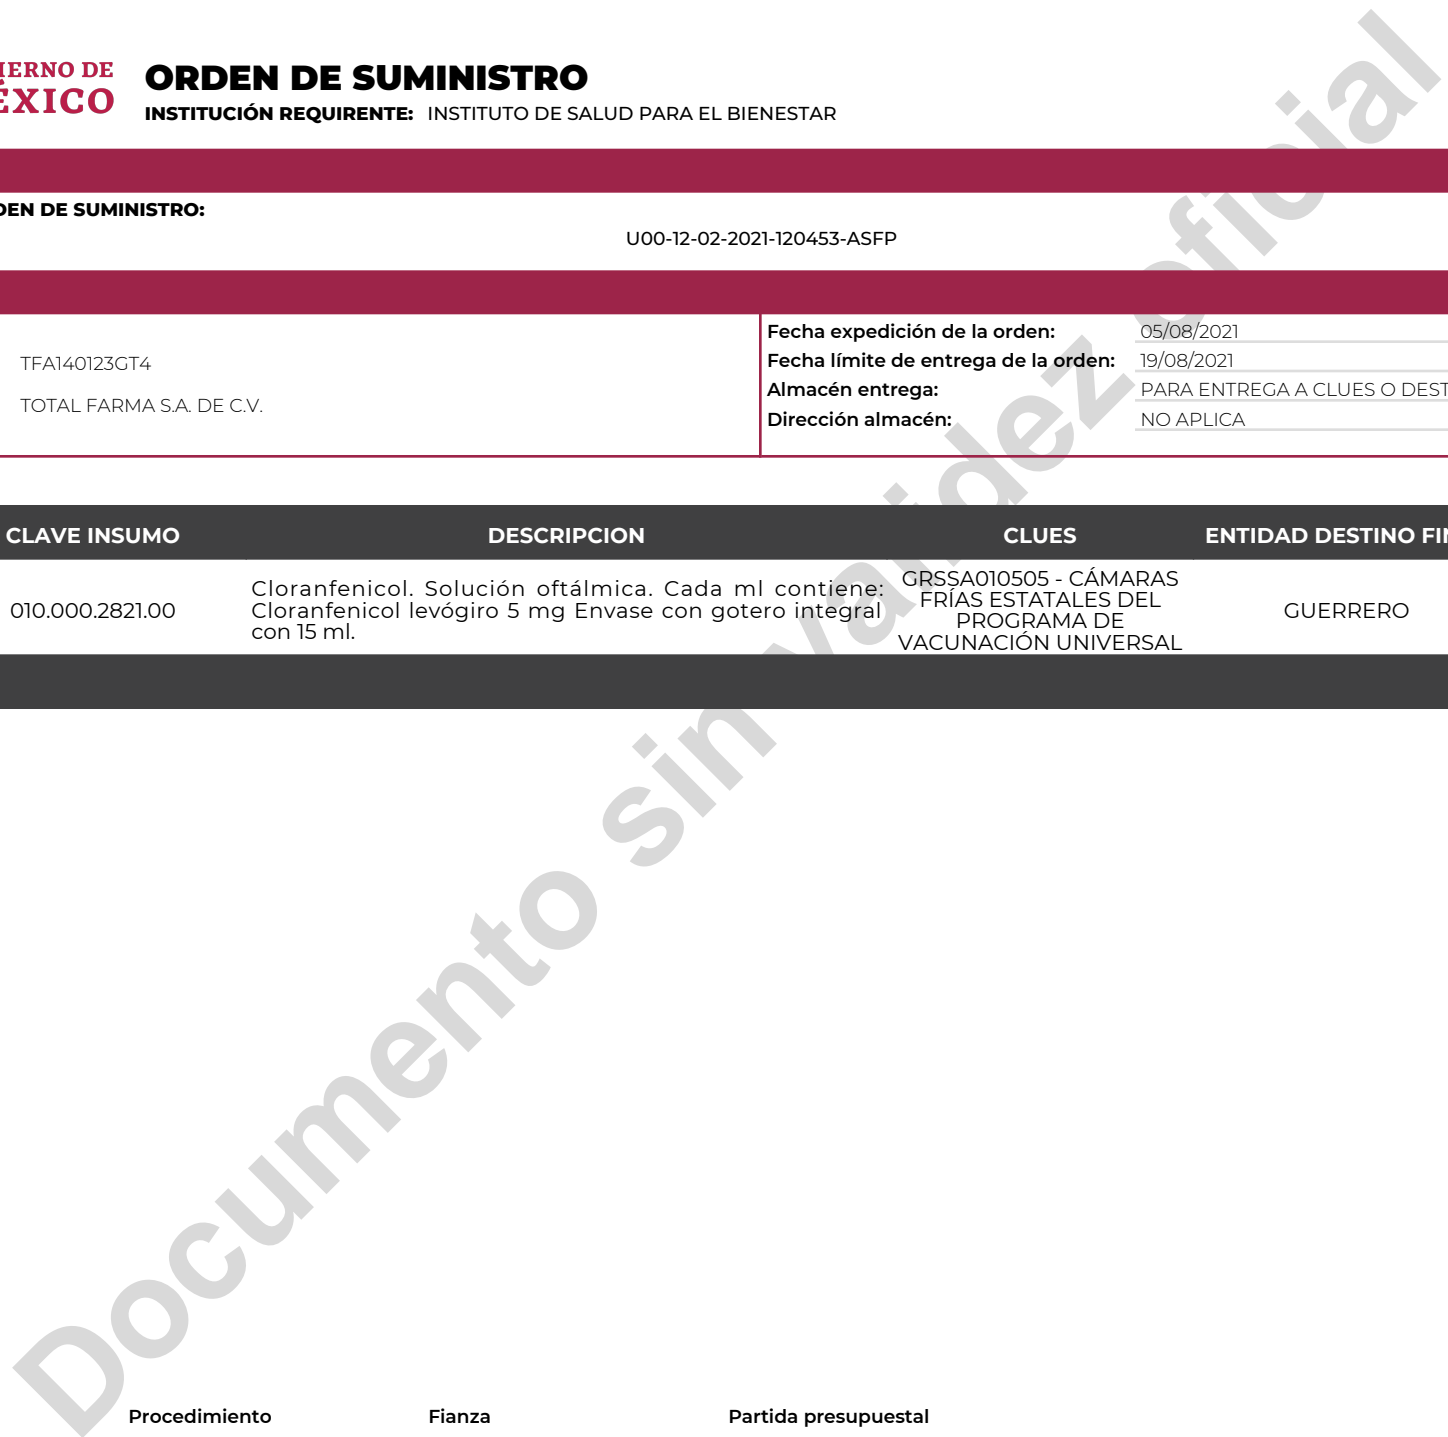 IERNO DE
ÉXICO
ORDEN DE SUMINISTRO
INSTITUCIÓN REQUIRENTE: INSTITUTO DE SALUD PARA EL BIENESTAR
DEN DE SUMINISTRO:
U00-12-02-2021-120453-ASFP
TFA140123GT4
TOTAL FARMA S.A. DE C.V.
Fecha expedición de la orden: 05/08/2021
Fecha límite de entrega de la orden: 19/08/2021
Almacén entrega: PARA ENTREGA A CLUES O DEST
Dirección almacén: NO APLICA
CLAVE INSUMO DESCRIPCION CLUES ENTIDAD DESTINO FIN
010.000.2821.00
Cloranfenicol. Solución oftálmica. Cada ml contiene:
Cloranfenicol levógiro 5 mg Envase con gotero integral
con 15 ml.
GRSSA010505 - CÁMARAS
FRÍAS ESTATALES DEL
PROGRAMA DE
VACUNACIÓN UNIVERSAL
GUERRERO
Documento sin validez oficial
Procedimiento Fianza Partida presupuestal